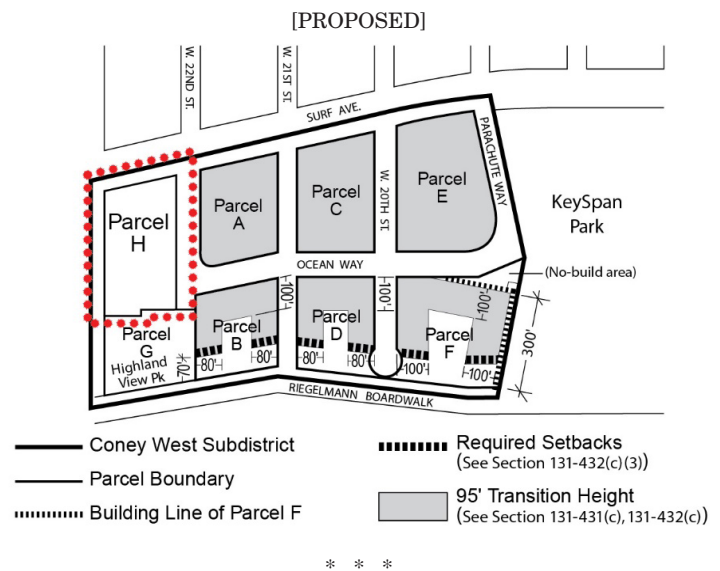 [PROPOSED]
W. 22ND ST.
W. 21ST ST.
SURF AVE.
PARACHUTE WAY
Parcel
H
Parcel
A
Parcel
C
W. 20TH ST.
Parcel
E
KeySpan
Park
OCEAN WAY
(No-build area)
100'
100'
100'
300'
Parcel
G
Highland
View Pk
70'
Parcel
B
80'
80'
Parcel
D
80'
80'
Parcel
F
100'
100'
RIEGELMANN BOARDWALK
Coney West Subdistrict
Parcel Boundary
Building Line of Parcel F
Required Setbacks
(See Section 131-432(c)(3))
95' Transition Height
(See Section 131-431(c), 131-432(c))
* * *